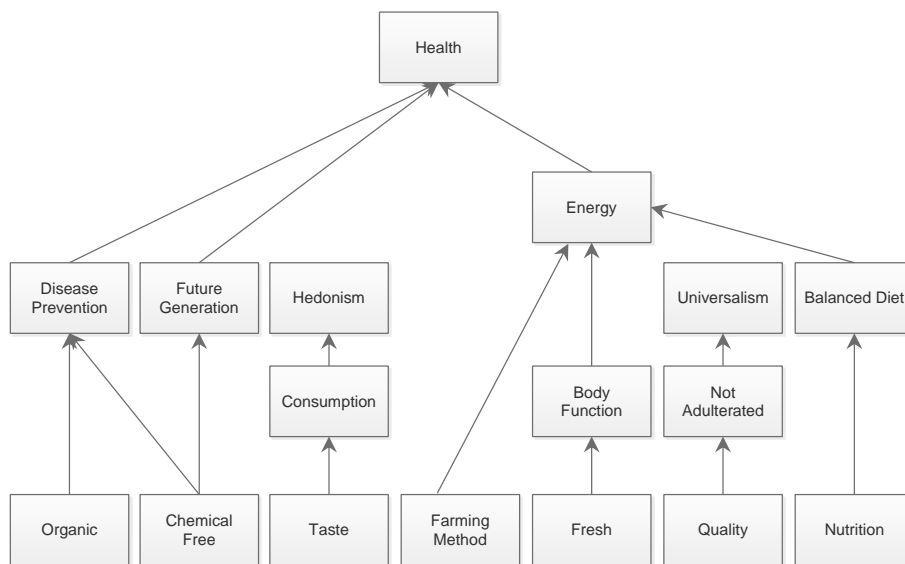 Health
Energy
Disease
Prevention
Future
Generation
Hedonism
Universalism
Balanced Diet
Consumption
Body
Function
Not
Adulterated
Organic
Chemical
Free
Taste
Farming
Method
Fresh
Quality
Nutrition